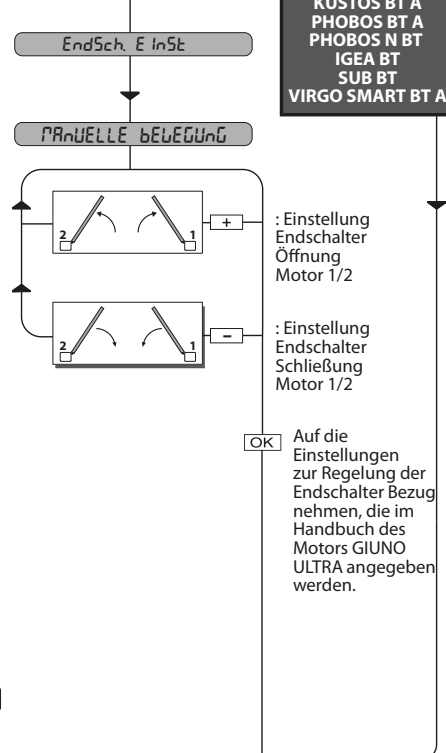 KUSTOS BT A
PHOBOS BT A
PHOBOS N BT
IGEA BT
SUB BT
VIRGO SMART BT A
EndSch. EInSt
MAnUELLE bEUEGUnG
2
1
+
: Einstellung
Endschalter
Öffnung
Motor 1/2
2
1
–
: Einstellung
Endschalter
Schließung
Motor 1/2
OK
Auf die
Einstellungen
zur Regelung der
Endschalter Bezug
nehmen, die im
Handbuch des
Motors GIUNO
ULTRA angegeben
werden.